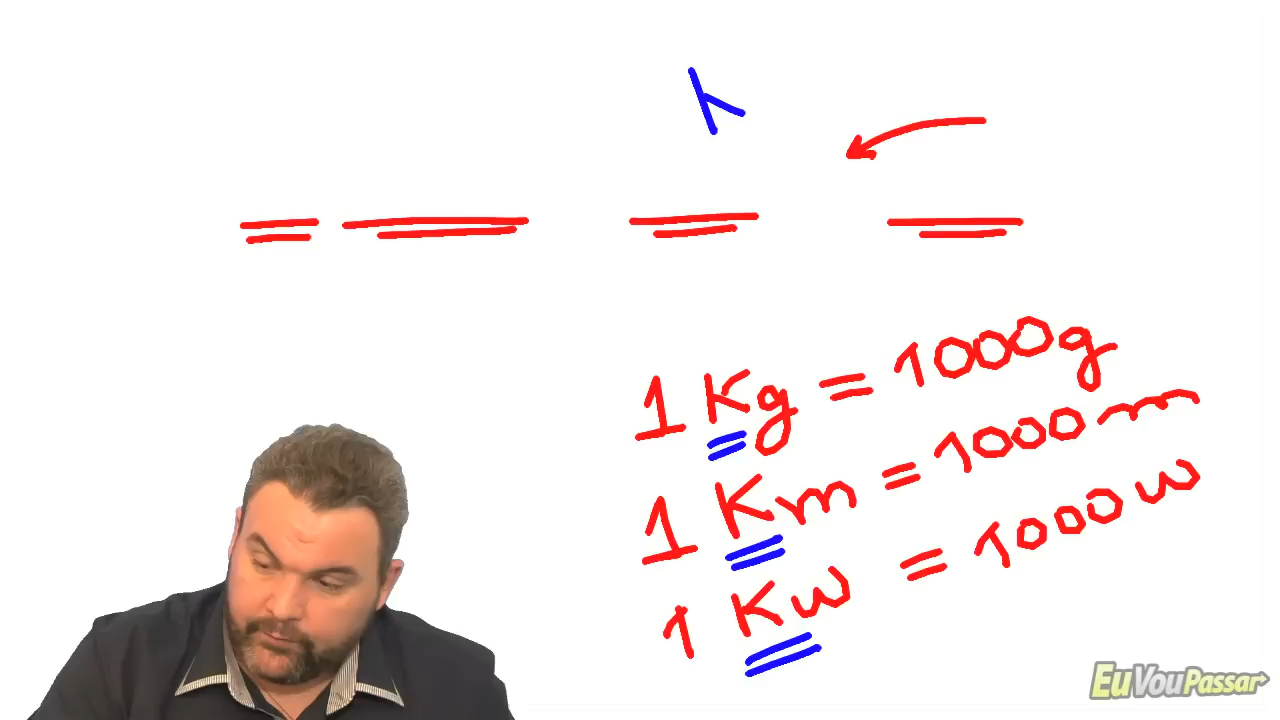 1 Kg = 1000g
1 Km = 1000m
1 Kw = 1000w
EuVouPassar